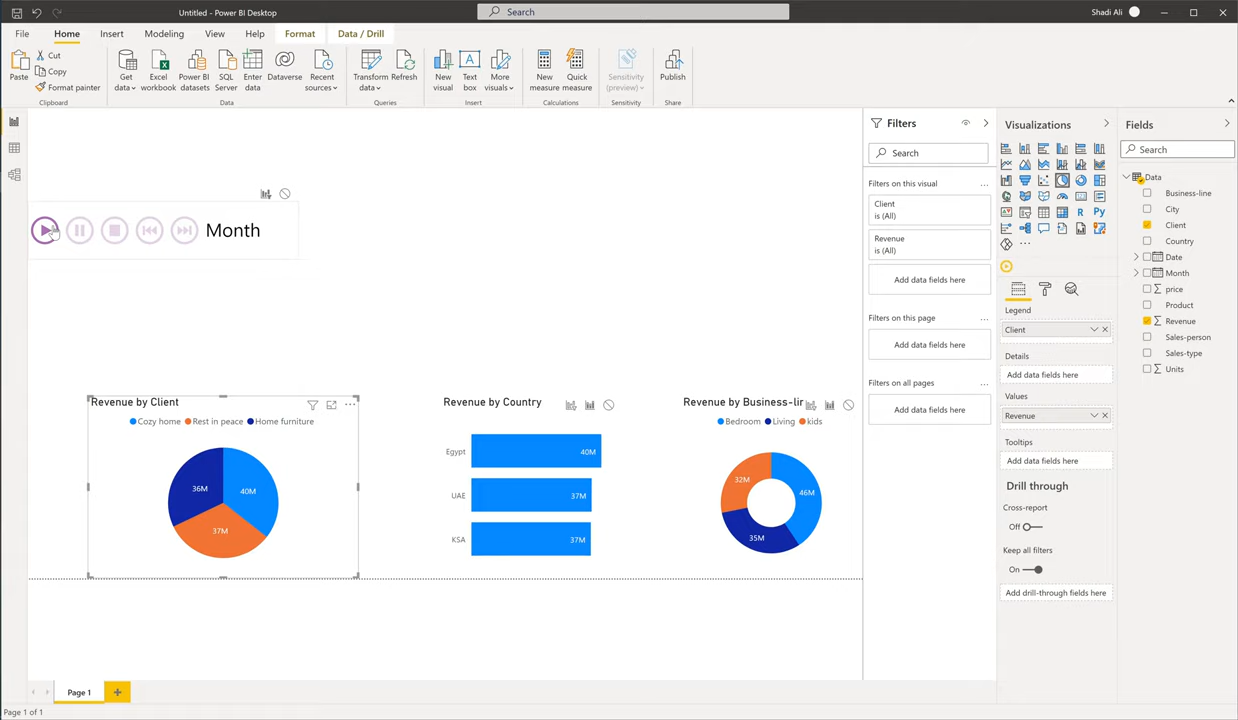 Untitled - Power BI Desktop
Search
Shadi Ali
File
Home
Insert
Modeling
View
Help
Format
Data / Drill
Paste
Cut
Copy
Format painter
Clipboard
Get data
Excel workbook
Power BI datasets
SQL Server
Enter data
Dataverse
Recent sources
Data
Transform data
Refresh
Queries
New visual
A
Text box
More visuals
Insert
New measure
Quick measure
Calculations
Sensitivity (preview)
Sensitivity
Publish
Share
Month
Revenue by Client
Cozy home
Rest in peace
Home furniture
36M
40M
37M
Revenue by Country
Egypt
40M
UAE
37M
KSA
37M
Revenue by Business-lin
Bedroom
Living
kids
32M
46M
35M
Filters
Search
Filters on this visual
Client
is (All)
Revenue
is (All)
Add data fields here
Filters on this page
Add data fields here
Filters on all pages
Add data fields here
Visualizations
R
Py
Legend
Client
Details
Add data fields here
Values
Revenue
Tooltips
Add data fields here
Drill through
Cross-report
Off
Keep all filters
On
Add drill-through fields here
Fields
Search
Data
Business-line
City
Client
Country
Date
Month
price
Product
Revenue
Sales-person
Sales-type
Units
Page 1
Page 1 of 1